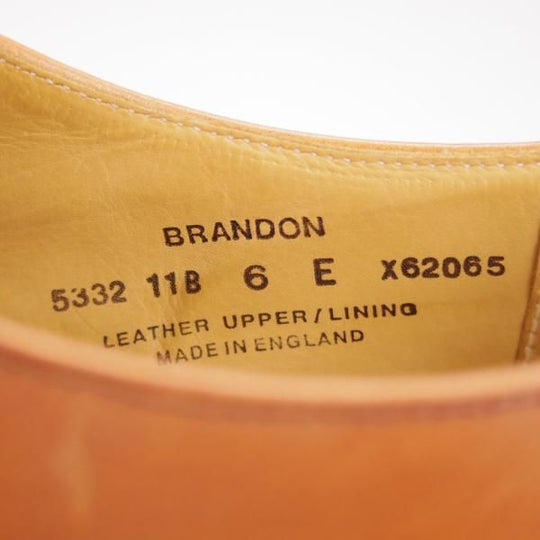 BRANDON
5332 11B 6 E X62065
LEATHER UPPER/LINING
MADE IN ENGLAND